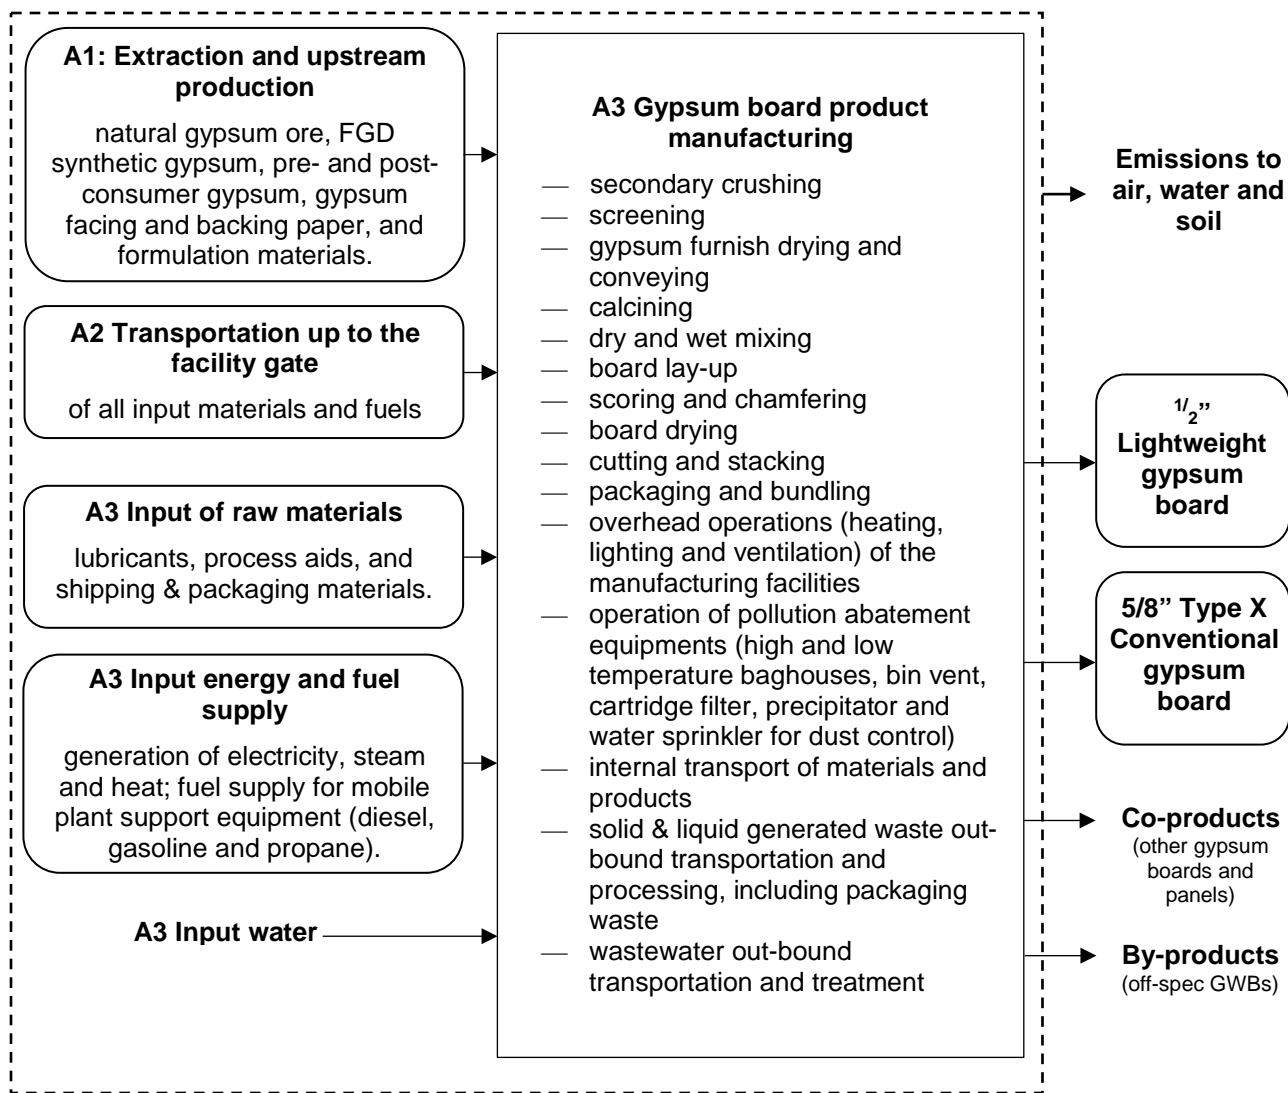 A1: Extraction and upstream
production
natural gypsum ore, FGD
synthetic gypsum, pre- and post-
consumer gypsum, gypsum
facing and backing paper, and
formulation materials.
A2 Transportation up to the
facility gate
of all input materials and fuels
A3 Input of raw materials
lubricants, process aids, and
shipping & packaging materials.
A3 Input energy and fuel
supply
generation of electricity, steam
and heat; fuel supply for mobile
plant support equipment (diesel,
gasoline and propane).
A3 Input water
A3 Gypsum board product
manufacturing
— secondary crushing
— screening
— gypsum furnish drying and
conveying
— calcining
— dry and wet mixing
— board lay-up
— scoring and chamfering
— board drying
— cutting and stacking
— packaging and bundling
— overhead operations (heating,
lighting and ventilation) of the
manufacturing facilities
— operation of pollution abatement
equipments (high and low
temperature baghouses, bin vent,
cartridge filter, precipitator and
water sprinkler for dust control)
— internal transport of materials and
products
— solid & liquid generated waste out-
bound transportation and
processing, including packaging
waste
— wastewater out-bound
transportation and treatment
Emissions to
air, water and
soil
1/2”
Lightweight
gypsum
board
5/8” Type X
Conventional
gypsum
board
Co-products
(other gypsum
boards and
panels)
By-products
(off-spec GWBs)